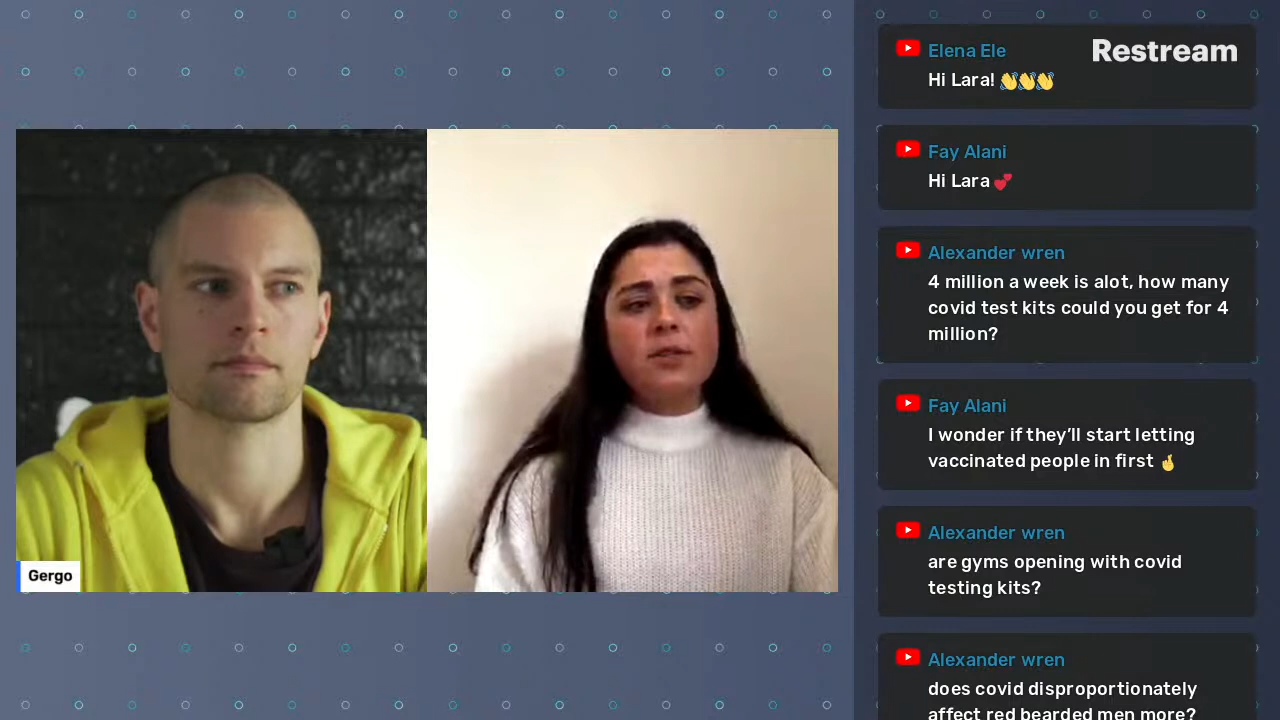 Elena Ele
Restream
Hi Lara! 👋👋👋
Fay Alani
Hi Lara 💕
Alexander wren
4 million a week is alot, how many
covid test kits could you get for 4
million?
Fay Alani
I wonder if they’ll start letting
vaccinated people in first 🤞
Alexander wren
are gyms opening with covid
testing kits?
Alexander wren
does covid disproportionately
affect red bearded men more?
Gergo